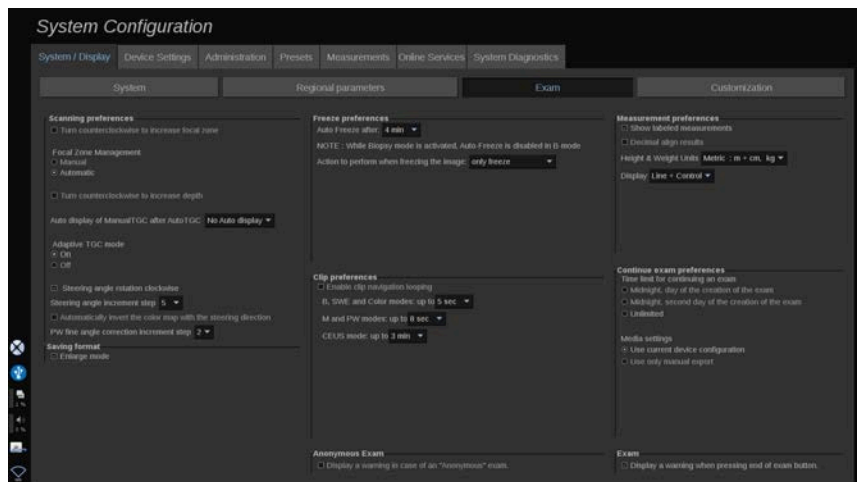 System Configuration
System / Display Device Settings Administration Presets Measurements Online Services System Diagnostics
System Regional parameters Exam Customization
Scanning preferences
Turn counterclockwise to increase focal zone
Focal Zone Management
Manual
Automatic
Turn counterclockwise to increase depth
Auto display of ManualTGC after AutoTGC No Auto display
Adaptive TGC mode
On
Off
Steering angle rotation clockwise
Steering angle increment step 5
Automatically invert the color map with the steering direction
PW fine angle correction increment step 2
Saving format
Enlarge mode
Freeze preferences
Auto Freeze after: 4 min
NOTE : While Biopsy mode is activated, Auto-Freeze is disabled in B mode
Action to perform when freezing the image: only freeze
Clip preferences
Enable clip navigation looping
B, SWE and Color modes: up to 5 sec
M and PW modes: up to 8 sec
CEUS mode: up to 3 min
Anonymous Exam
Display a warning in case of an "Anonymous" exam.
Measurement preferences
Show labeled measurements
Decimal align results
Height & Weight Units Metric : m + cm, kg
Display Line + Control
Continue exam preferences
Time limit for continuing an exam
Midnight, day of the creation of the exam
Midnight, second day of the creation of the exam
Unlimited
Media settings
Use current device configuration
Use only manual export
Exam
Display a warning when pressing end of exam button.